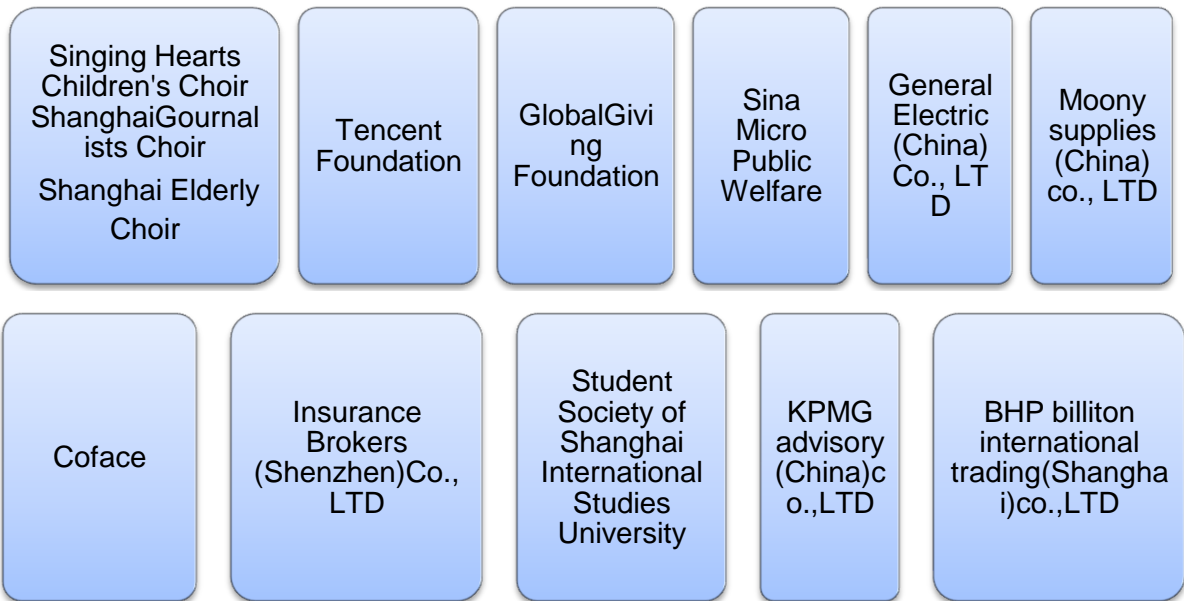 Singing Hearts
Children's Choir
ShanghaiGournal
ists Choir
Shanghai Elderly
Choir
Tencent
Foundation
GlobalGivi
ng
Foundation
Sina
Micro
Public
Welfare
General
Electric
(China)
Co., LT
D
Moony
supplies
(China)
co., LTD
Coface
Insurance
Brokers
(Shenzhen)Co.,
LTD
Student
Society of
Shanghai
International
Studies
University
KPMG
advisory
(China)c
o.,LTD
BHP billiton
international
trading(Shangha
i)co.,LTD